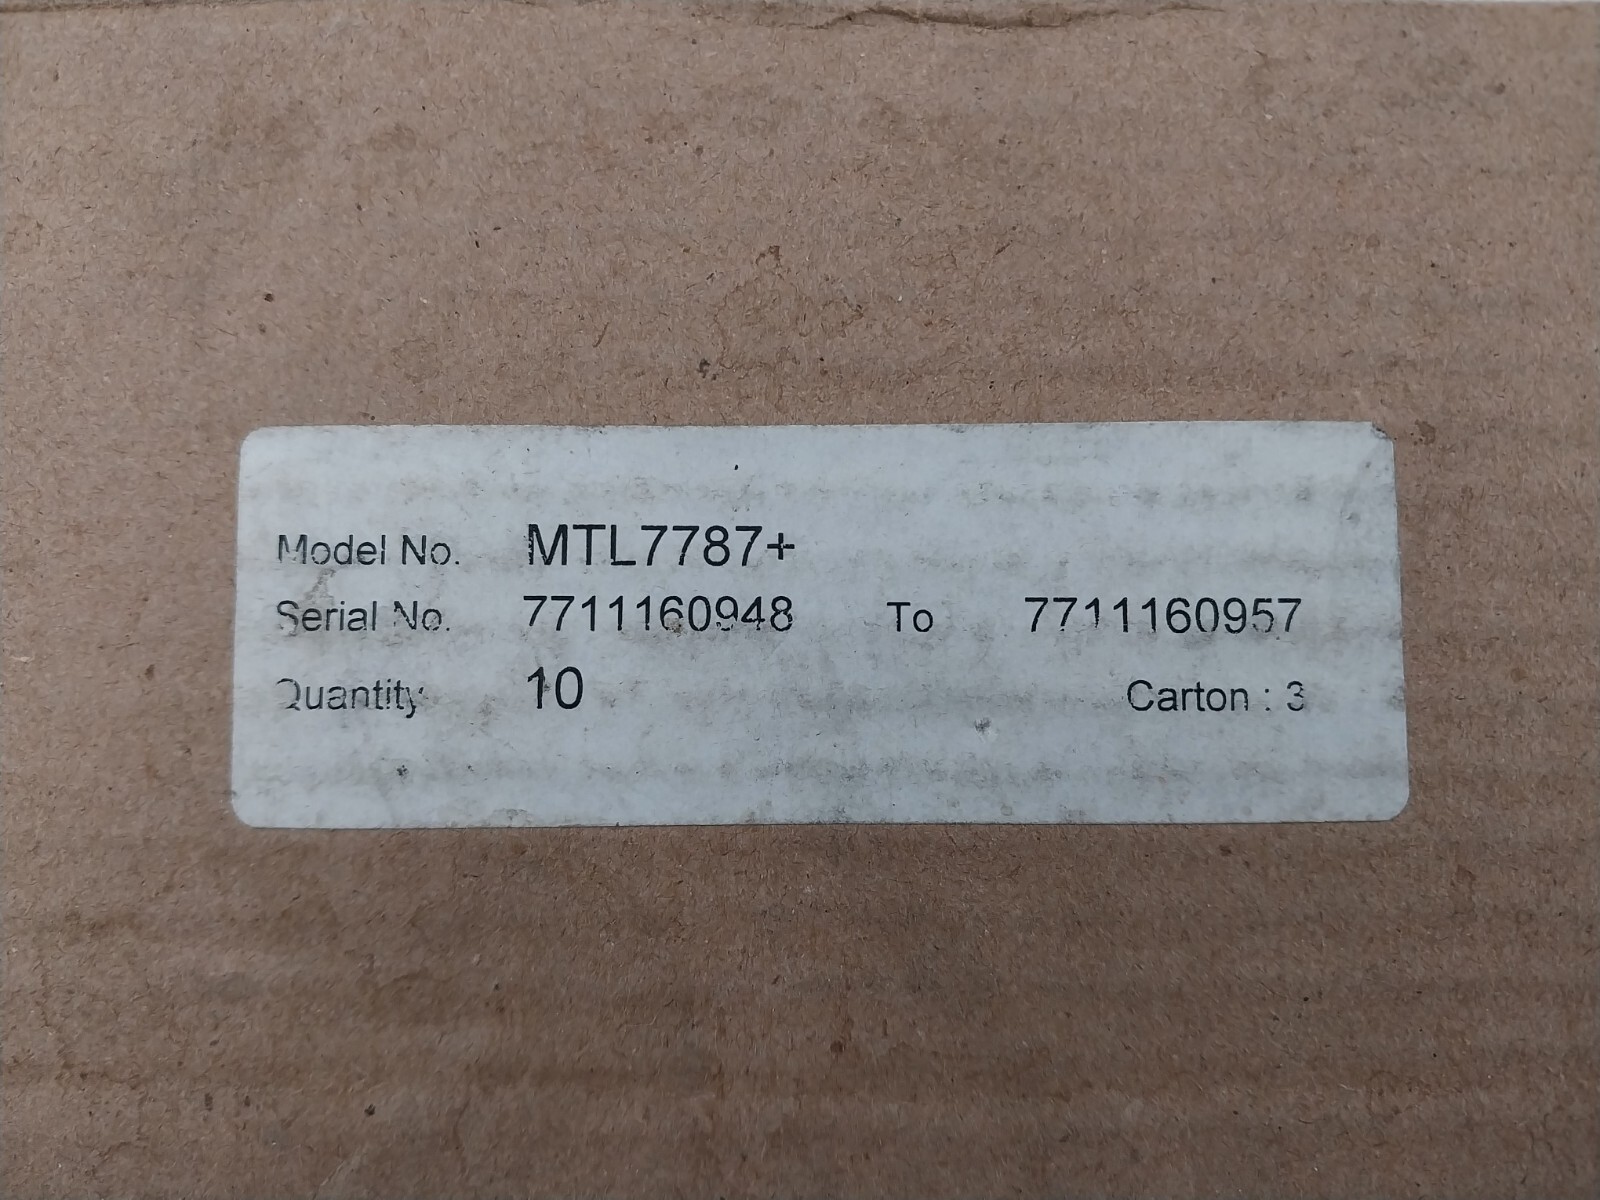 Model No. MTL7787+
Serial No. 7711160948 To 7711160957
Quantity 10 Carton : 3